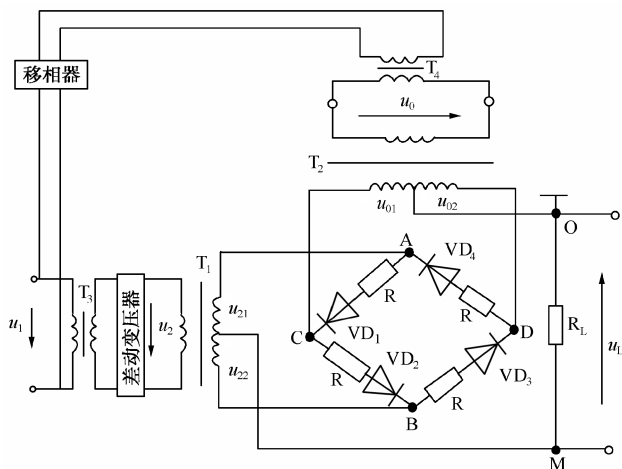 移相器
T4
u0
T2
u01
u02
O
T1
A
VD4
R
R
T3
u21
u1
差动变压器
u2
C
VD1
D
RL
uL
u22
R
VD2
R
VD3
B
M